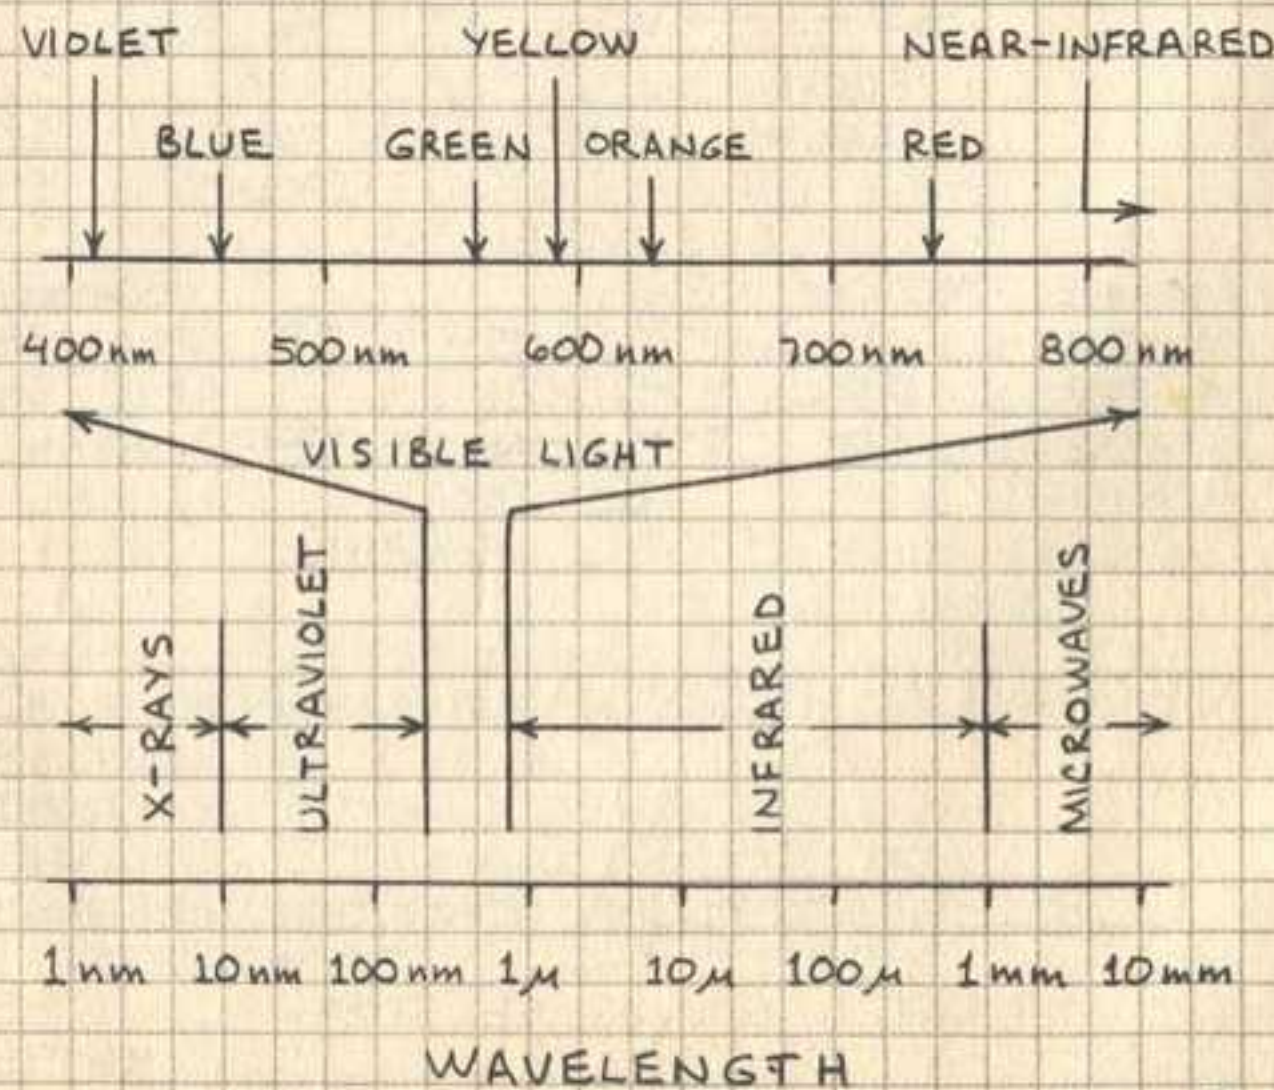 VIOLET YELLOW NEAR-INFRARED
BLUE GREEN ORANGE RED
400nm 500nm 600nm 700nm 800nm
VISIBLE LIGHT
X-RAYS
ULTRAVIOLET
INFRARED
MICROWAVES
1nm 10nm 100nm 1μ 10μ 100μ 1mm 10mm
WAVELENGTH